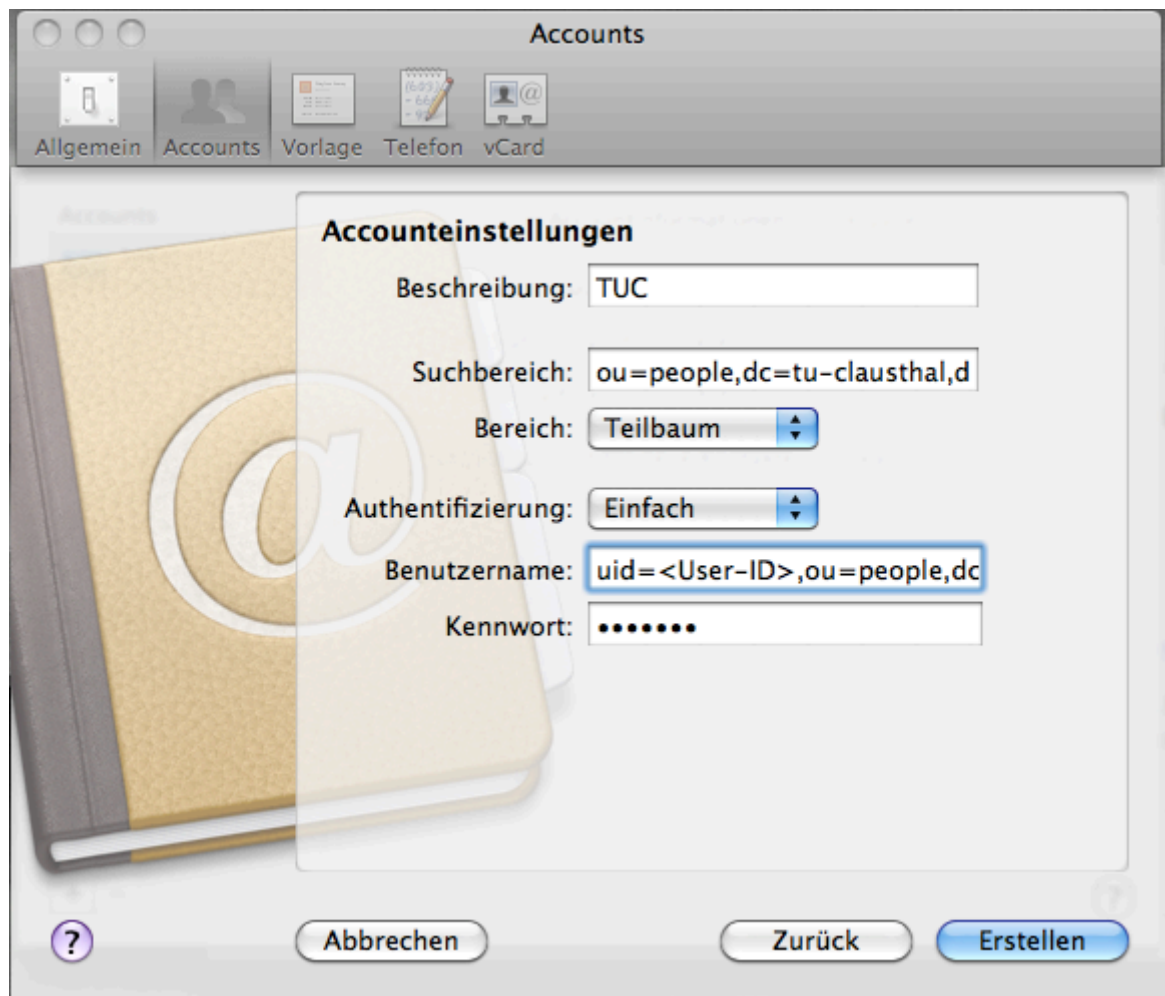 Accounts
Allgemein Accounts Vorlage Telefon vCard
Accounts
Accounteinstellungen
Beschreibung: TUC
Suchbereich: ou=people,dc=tu-clausthal,d
Bereich: Teilbaum
Authentifizierung: Einfach
Benutzername: uid=<User-ID>,ou=people,dc
Kennwort: •••••••
? Abbrechen Zurück Erstellen